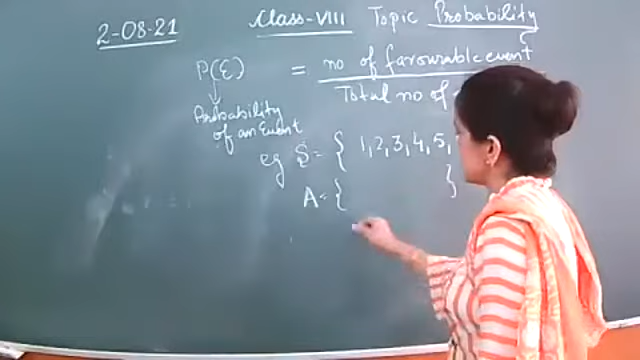 2-08-21 Class-VIII Topic Probability
P(E) = no of favourable event
Total no of
Probability
of an Event
eg S = { 1, 2, 3, 4, 5,
}
A = {